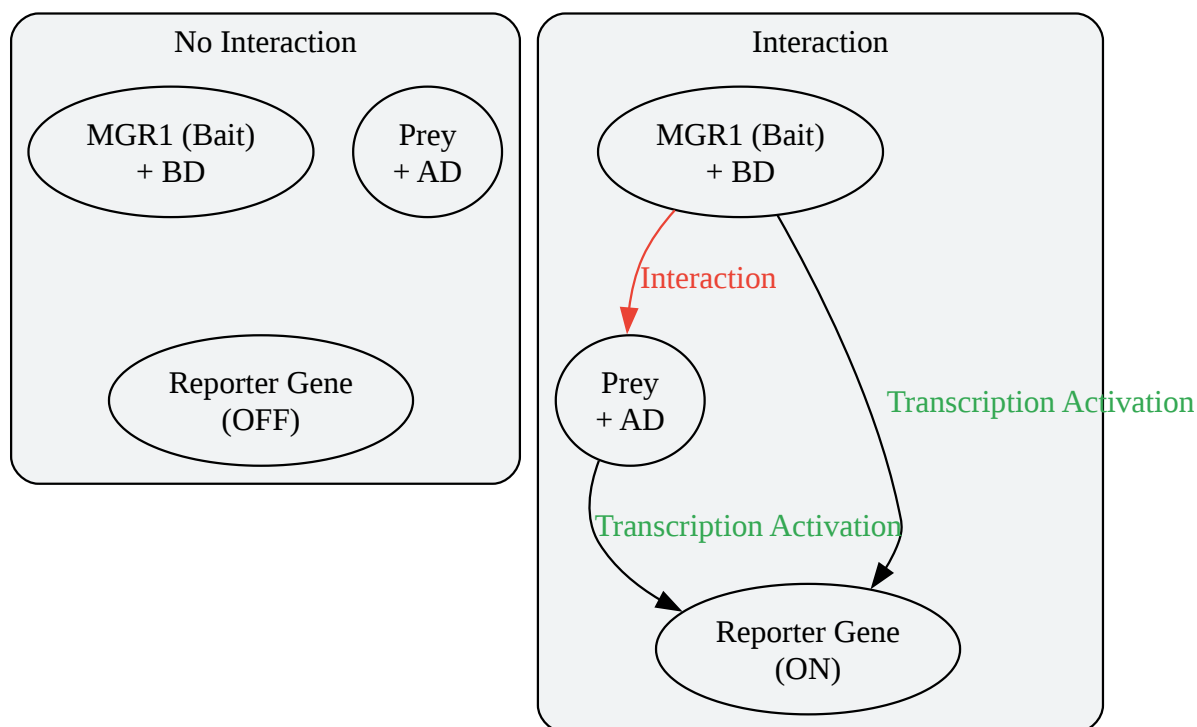 No Interaction
MGR1 (Bait)
+ BD
Prey
+ AD
Reporter Gene
(OFF)
Interaction
MGR1 (Bait)
+ BD
Interaction
Prey
+ AD
Transcription Activation
Transcription Activation
Reporter Gene
(ON)